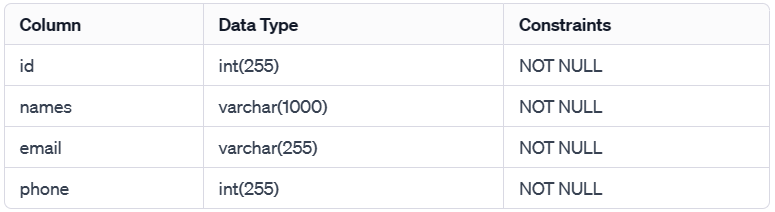 Column Data Type Constraints
id int(255) NOT NULL
names varchar(1000) NOT NULL
email varchar(255) NOT NULL
phone int(255) NOT NULL